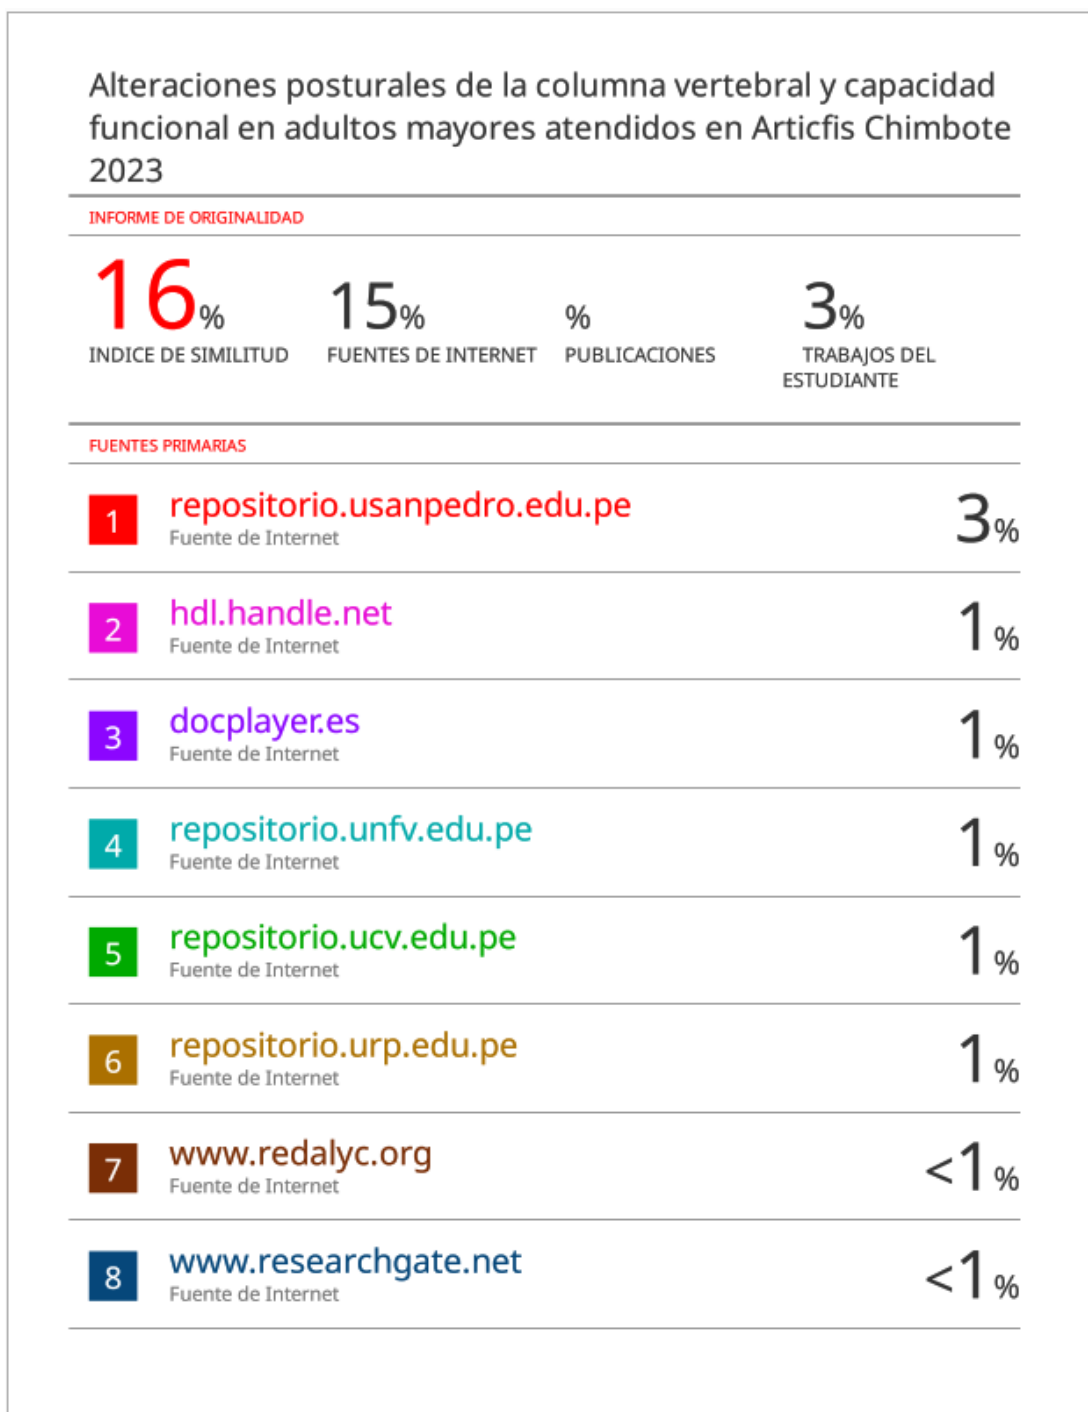 Alteraciones posturales de la columna vertebral y capacidad
funcional en adultos mayores atendidos en Articfis Chimbote
2023
INFORME DE ORIGINALIDAD
16% 15% % 3%
INDICE DE SIMILITUD FUENTES DE INTERNET PUBLICACIONES TRABAJOS DEL
ESTUDIANTE
FUENTES PRIMARIAS
1 repositorio.usanpedro.edu.pe 3%
Fuente de Internet
2 hdl.handle.net 1%
Fuente de Internet
3 docplayer.es 1%
Fuente de Internet
4 repositorio.unfv.edu.pe 1%
Fuente de Internet
5 repositorio.ucv.edu.pe 1%
Fuente de Internet
6 repositorio.urp.edu.pe 1%
Fuente de Internet
7 www.redalyc.org <1%
Fuente de Internet
8 www.researchgate.net <1%
Fuente de Internet